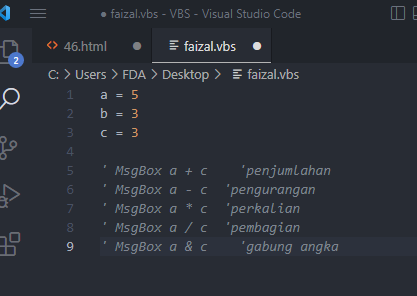 ● faizal.vbs - VBS - Visual Studio Code
<> 46.html ● faizal.vbs ●
C: > Users > FDA > Desktop > faizal.vbs
2
1 a = 5
2 b = 3
3 c = 3
4
5 ' MsgBox a + c 'penjumlahan
6 ' MsgBox a - c 'pengurangan
7 ' MsgBox a * c 'perkalian
8 ' MsgBox a / c 'pembagian
9 ' MsgBox a & c 'gabung angka